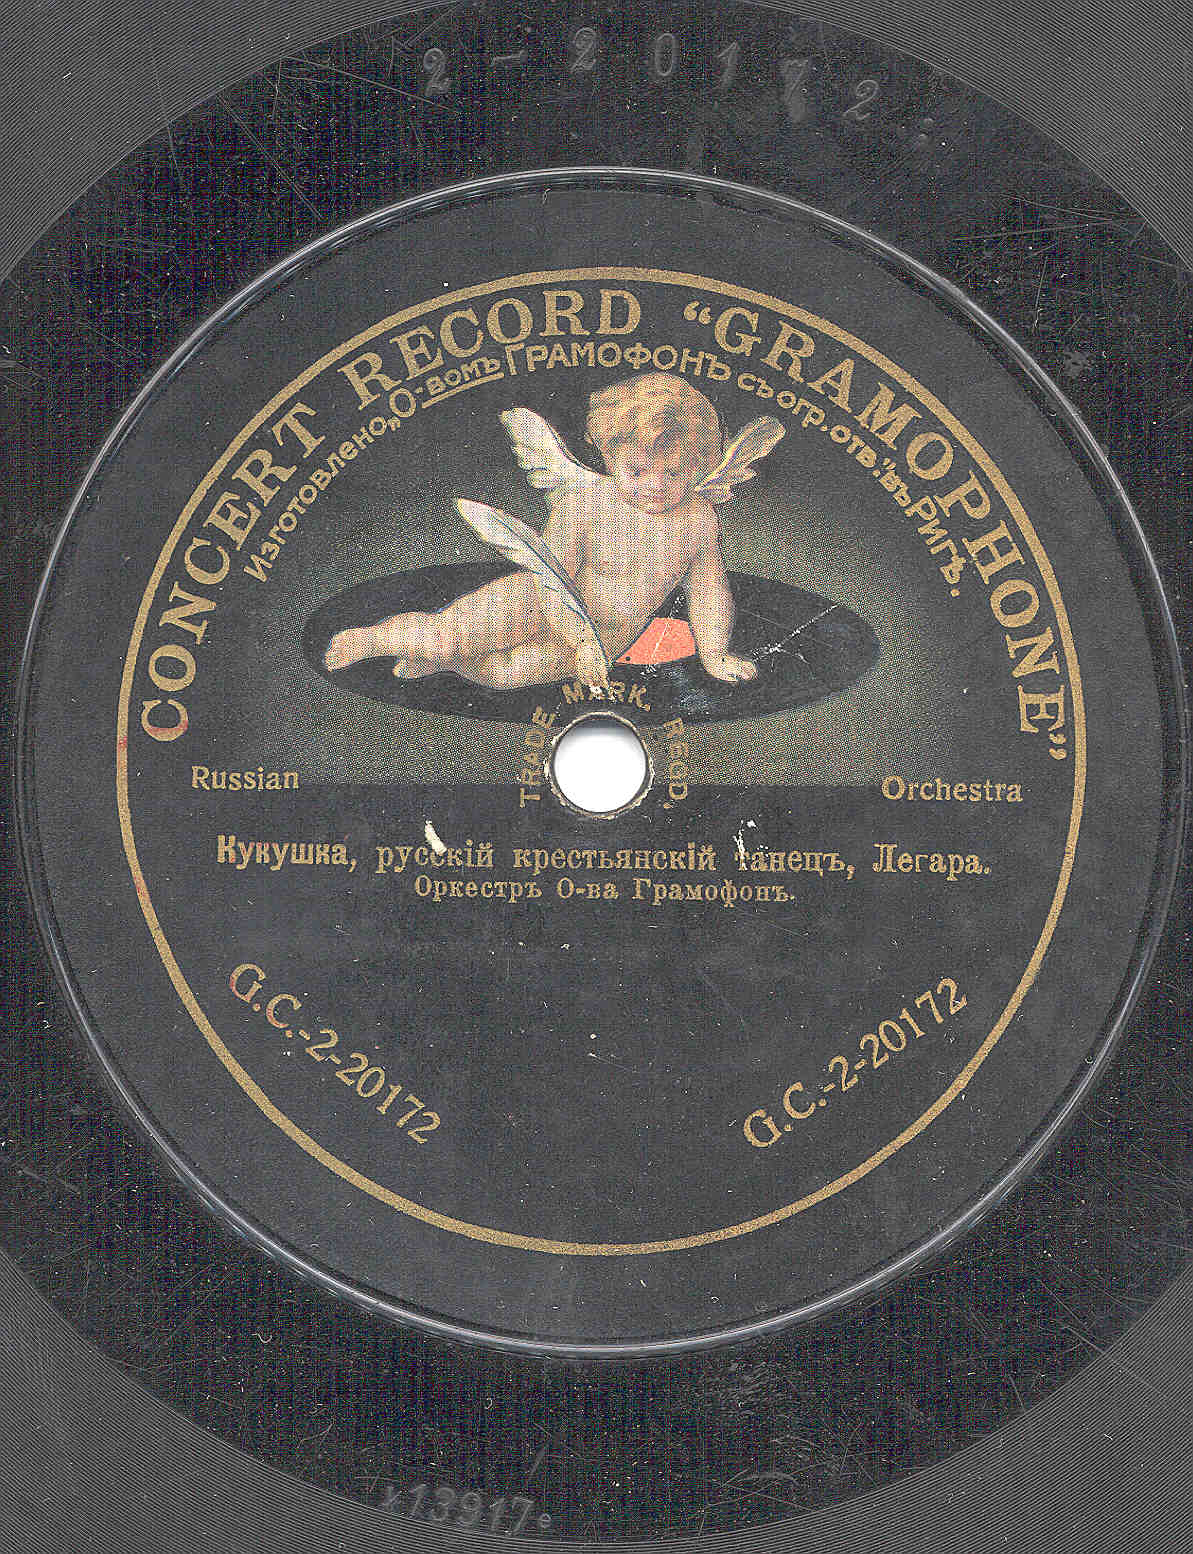 2-20172
CONCERT RECORD “GRAMOPHONE”
Изготовлено „О-вомъ ГРАМОФОНЪ съ огр. отв." въ Ригѣ.
TRADE MARK. REGD.
Russian Orchestra
Кукушка, русскій крестьянскій танецъ, Легара.
Оркестръ О-ва Грамофонъ.
G.C.-2-20172 G.C.-2-20172
13917e